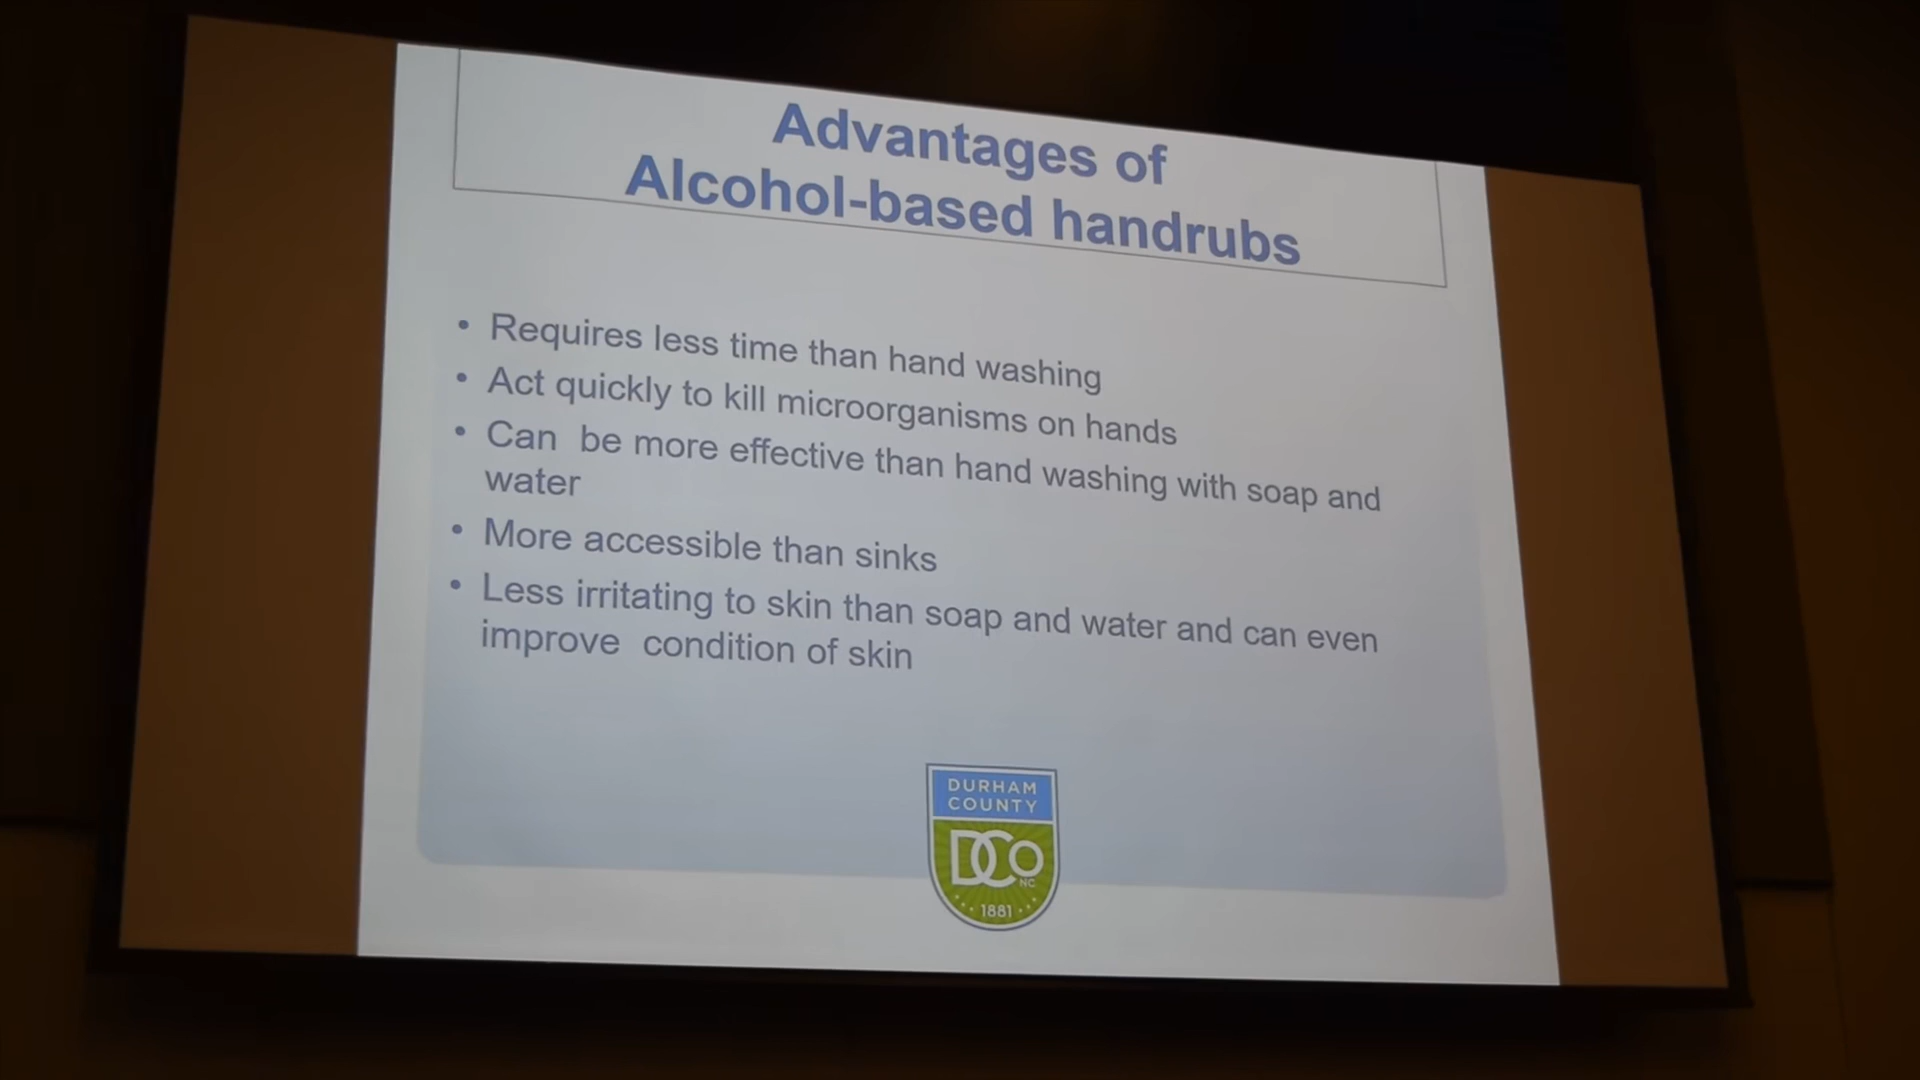 Advantages of
Alcohol-based handrubs
• Requires less time than hand washing
• Act quickly to kill microorganisms on hands
• Can be more effective than hand washing with soap and
water
• More accessible than sinks
• Less irritating to skin than soap and water and can even
improve condition of skin
DURHAM
COUNTY
DCo
NC
1881